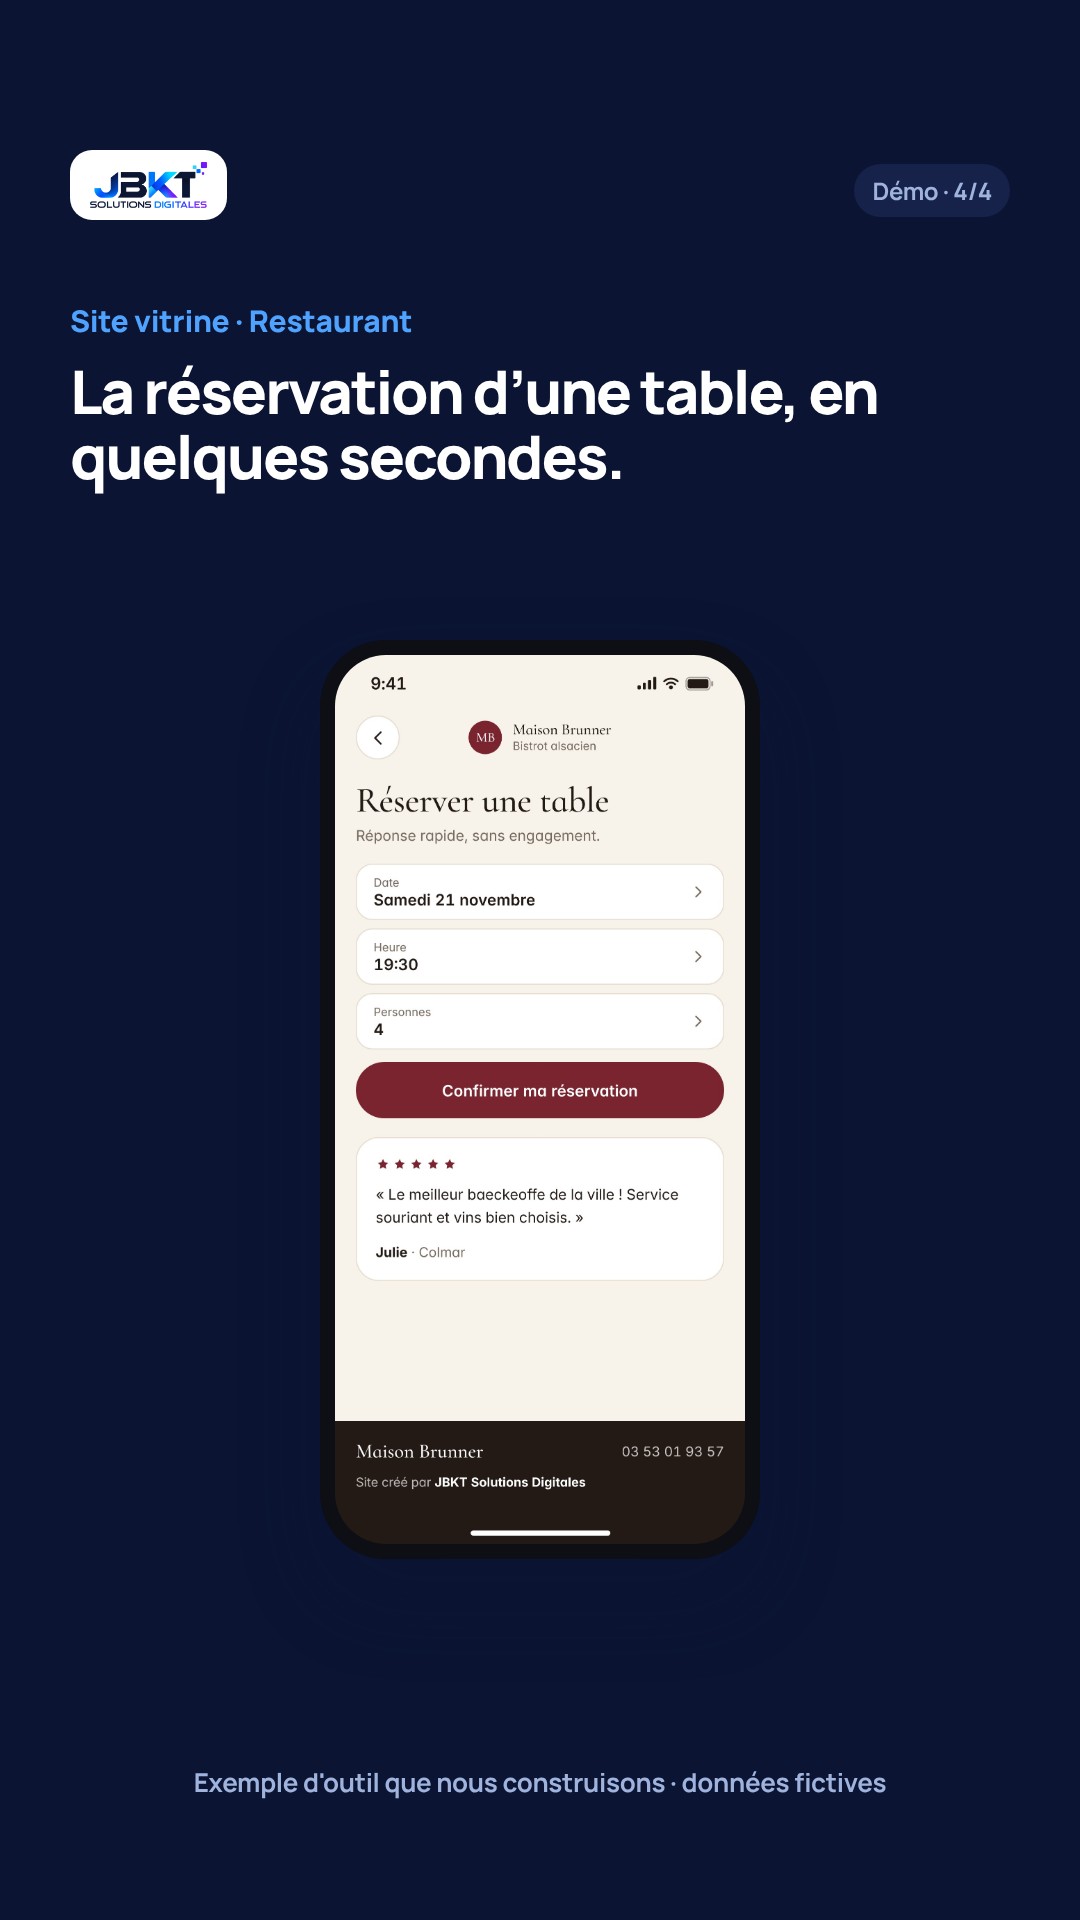 JBKT
SOLUTIONS DIGITALES
Démo · 4/4
Site vitrine · Restaurant
La réservation d’une table, en
quelques secondes.
9:41
MB
Maison Brunner
Bistrot alsacien
Réserver une table
Réponse rapide, sans engagement.
Date
Samedi 21 novembre
Heure
19:30
Personnes
4
Confirmer ma réservation
« Le meilleur baeckeoffe de la ville ! Service
souriant et vins bien choisis. »
Julie · Colmar
Maison Brunner
03 53 01 93 57
Site créé par JBKT Solutions Digitales
Exemple d'outil que nous construisons · données fictives